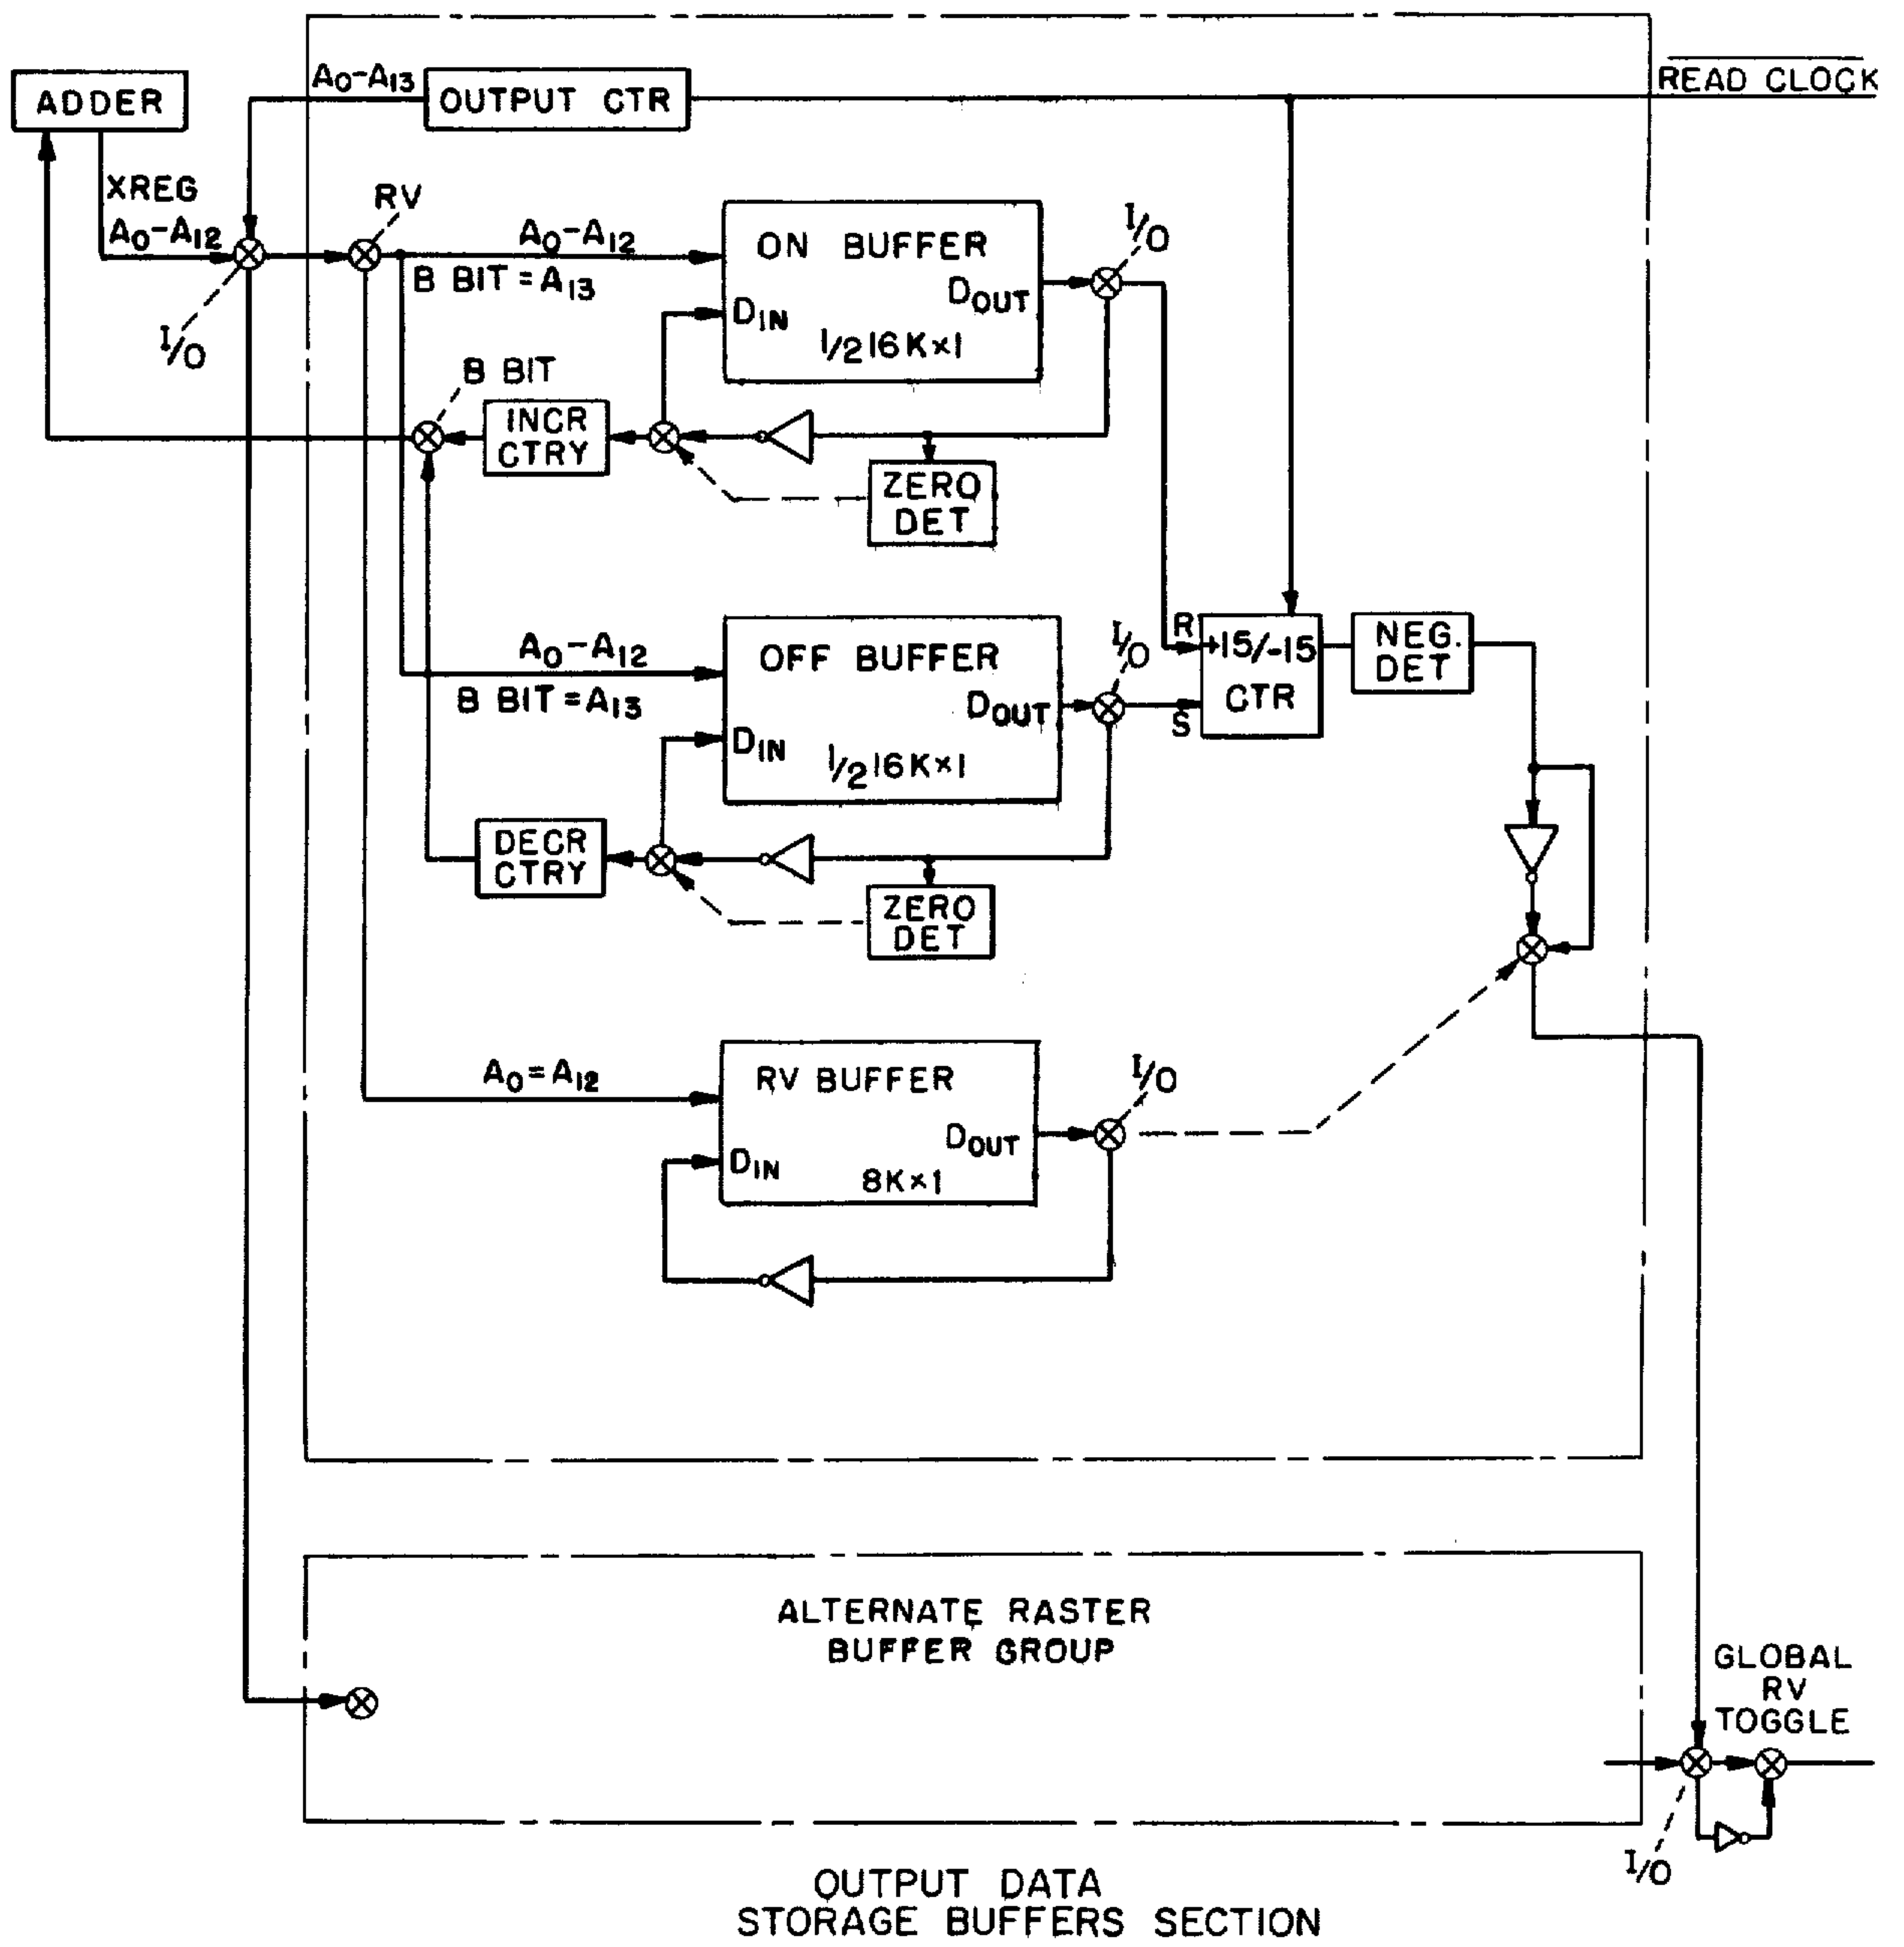 A0-A13
OUTPUT CTR
READ CLOCK
ADDER
XREG
A0-A12
RV
I/O
A0-A12
B BIT = A13
ON BUFFER
DOUT
DIN
1/2 16K×1
I/O
B BIT
INCR
CTRY
ZERO
DET
A0-A12
B BIT = A13
OFF BUFFER
DOUT
DIN
1/2 16K×1
I/O
R
+15/-15
CTR
S
NEG.
DET
DECR
CTRY
ZERO
DET
A0=A12
RV BUFFER
DOUT
DIN
8K×1
I/O
ALTERNATE RASTER
BUFFER GROUP
GLOBAL
RV
TOGGLE
I/O
OUTPUT DATA
STORAGE BUFFERS SECTION